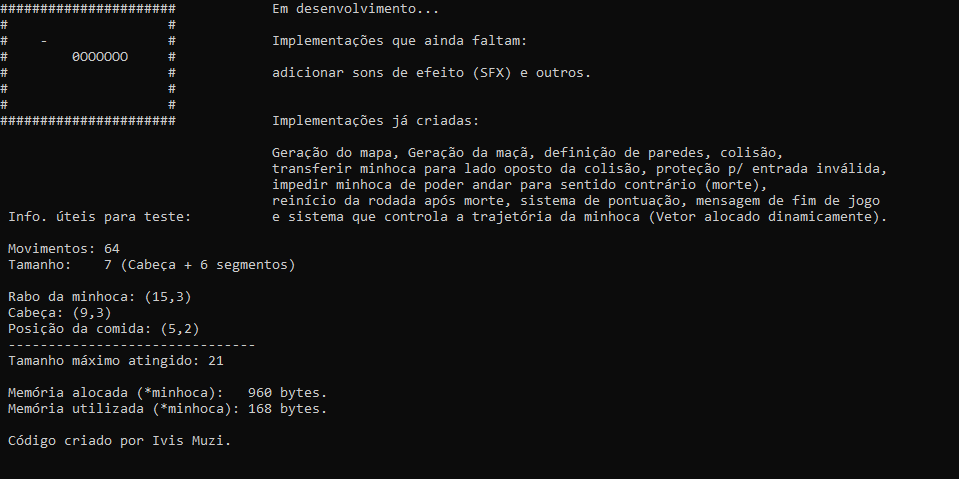 ######################            Em desenvolvimento...
#                    #
#    -               #            Implementações que ainda faltam:
#        0OOOOOO     #
#                    #            adicionar sons de efeito (SFX) e outros.
#                    #
#                    #
######################            Implementações já criadas:
                                  Geração do mapa, Geração da maçã, definição de paredes, colisão,
                                  transferir minhoca para lado oposto da colisão, proteção p/ entrada inválida,
                                  impedir minhoca de poder andar para sentido contrário (morte),
                                  reinício da rodada após morte, sistema de pontuação, mensagem de fim de jogo
 Info. úteis para teste:          e sistema que controla a trajetória da minhoca (Vetor alocado dinamicamente).
 Movimentos: 64
 Tamanho:    7 (Cabeça + 6 segmentos)
 Rabo da minhoca: (15,3)
 Cabeça: (9,3)
 Posição da comida: (5,2)
-------------------------------
 Tamanho máximo atingido: 21
 Memória alocada (*minhoca):   960 bytes.
 Memória utilizada (*minhoca): 168 bytes.
 Código criado por Ivis Muzi.